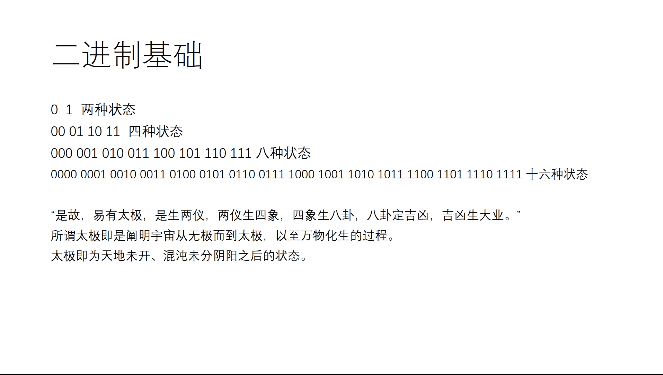 二进制基础
0 1 两种状态
00 01 10 11 四种状态
000 001 010 011 100 101 110 111 八种状态
0000 0001 0010 0011 0100 0101 0110 0111 1000 1001 1010 1011 1100 1101 1110 1111 十六种状态
“是故，易有太极，是生两仪，两仪生四象，四象生八卦，八卦定吉凶，吉凶生大业。”
所谓太极即是阐明宇宙从无极而到太极，以至万物化生的过程。
太极即为天地未开、混沌未分阴阳之后的状态。